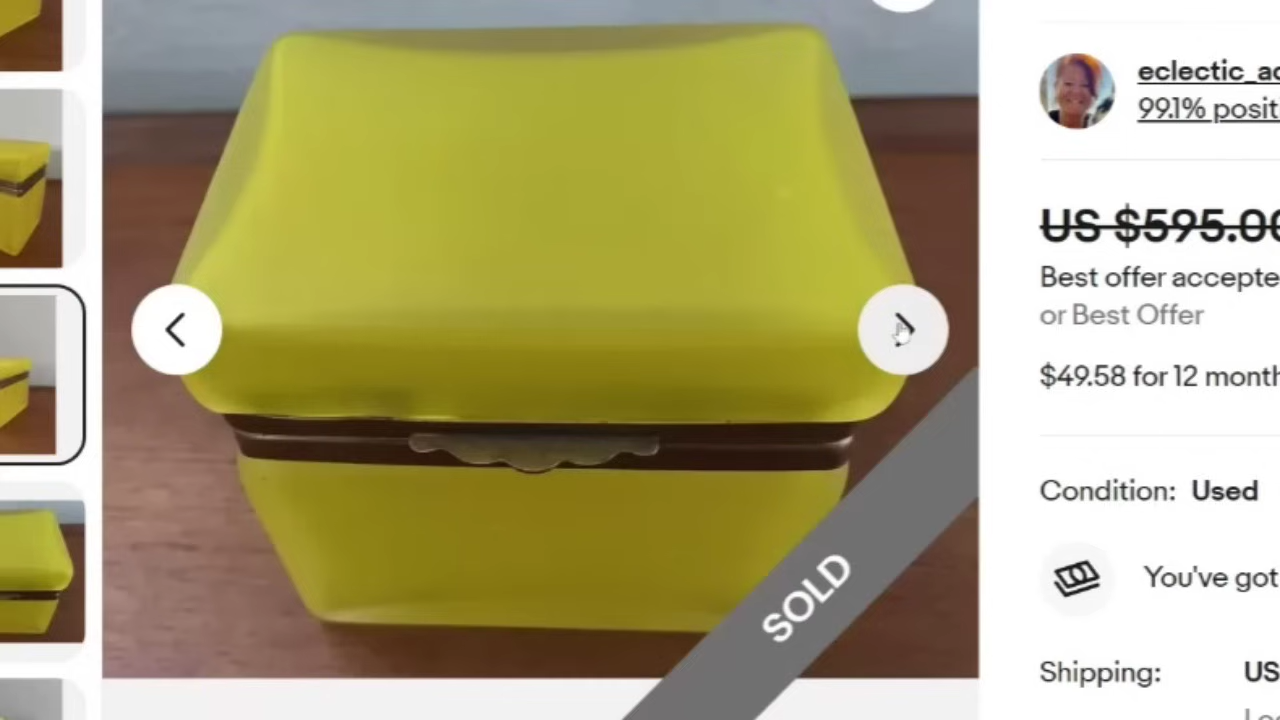 SOLD
eclectic_a
99.1% posit
US $595.00
Best offer accepte
or Best Offer
$49.58 for 12 month
Condition: Used
You've got
Shipping: US